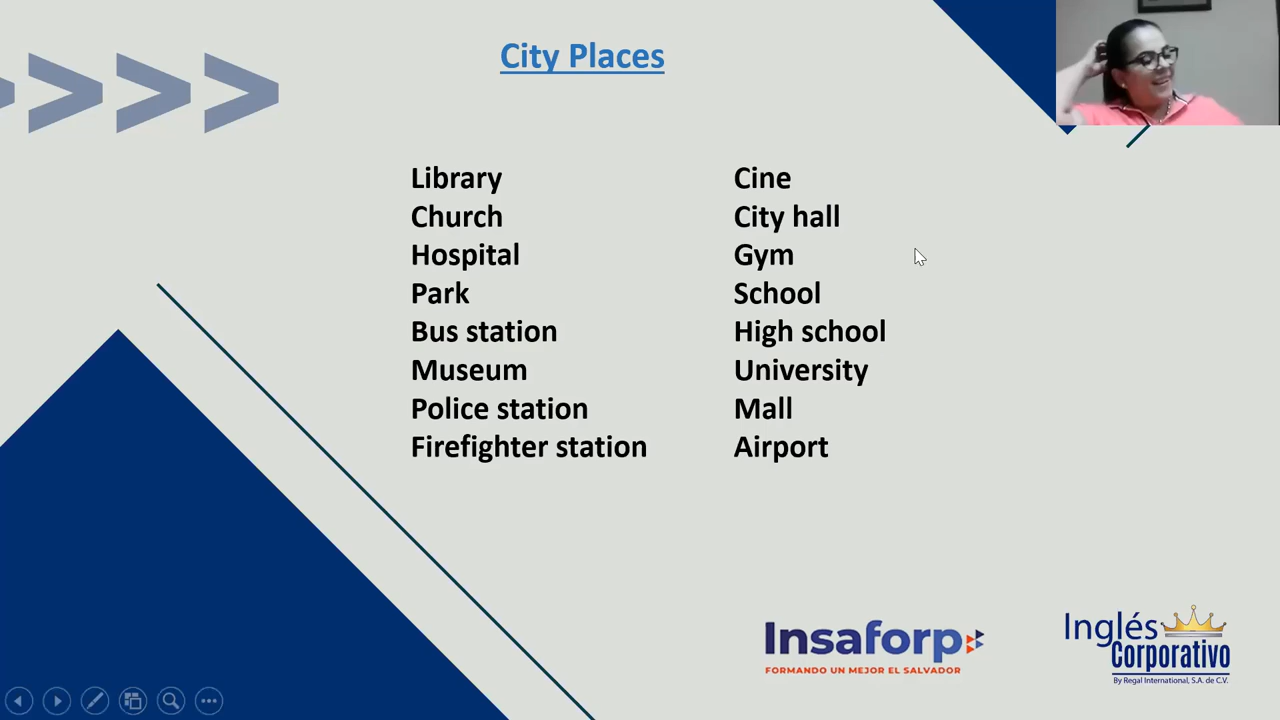 City Places
Library
Church
Hospital
Park
Bus station
Museum
Police station
Firefighter station
Cine
City hall
Gym
School
High school
University
Mall
Airport
Insaforp
FORMANDO UN MEJOR EL SALVADOR
Inglés
Corporativo
By Regal International, S.A. de C.V.